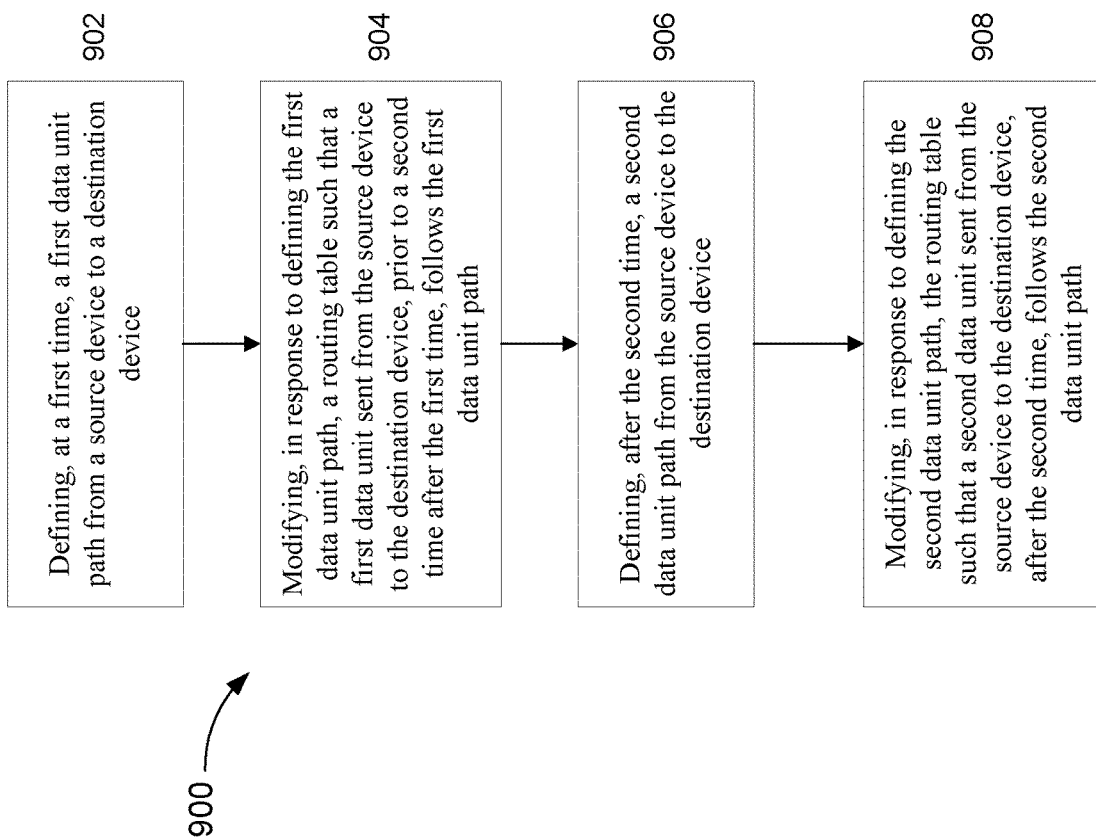 900
Defining, at a first time, a first data unit
path from a source device to a destination
device
902
Modifying, in response to defining the first
data unit path, a routing table such that a
first data unit sent from the source device
to the destination device, prior to a second
time after the first time, follows the first
data unit path
904
Defining, after the second time, a second
data unit path from the source device to the
destination device
906
Modifying, in response to defining the
second data unit path, the routing table
such that a second data unit sent from the
source device to the destination device,
after the second time, follows the second
data unit path
908